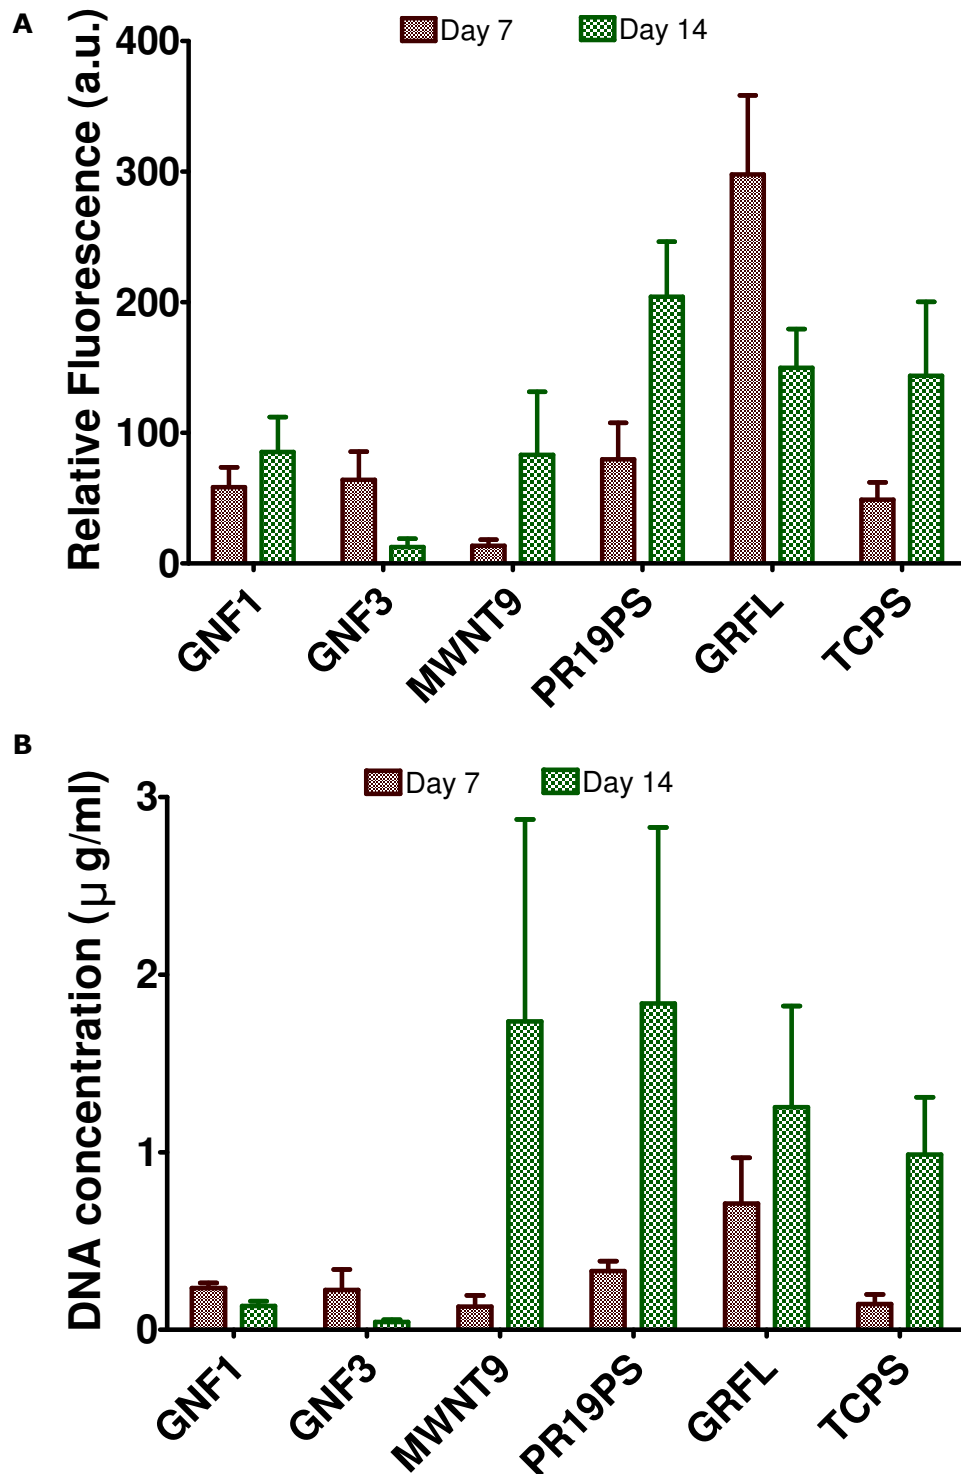 A
Day 7
Day 14
Relative Fluorescence (a.u.)
400
300
200
100
0
GNF1
GNF3
MWNT9
PR19PS
GRFL
TCPS
B
Day 7
Day 14
DNA concentration (μ g/ml)
3
2
1
0
GNF1
GNF3
MWNT9
PR19PS
GRFL
TCPS